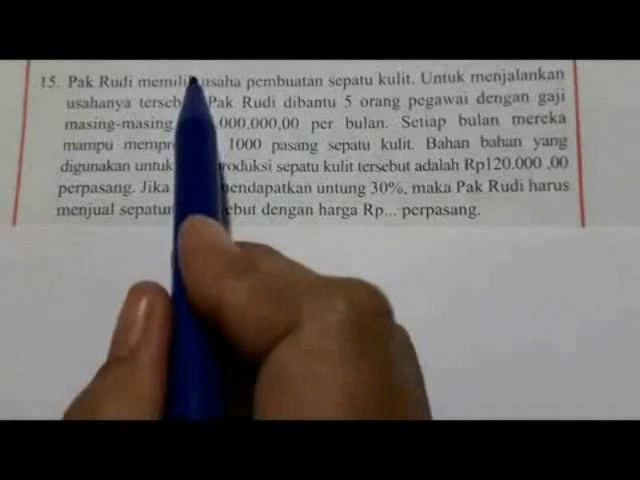 15. Pak Rudi memilik usaha pembuatan sepatu kulit. Untuk menjalankan
usahanya terseb Pak Rudi dibantu 5 orang pegawai dengan gaji
masing-masing .000.000,00 per bulan. Setiap bulan mereka
mampu mempr 1000 pasang sepatu kulit. Bahan bahan yang
digunakan untuk roduksi sepatu kulit tersebut adalah Rp120.000 ,00
perpasang. Jika mendapatkan untung 30%, maka Pak Rudi harus
menjual sepatu ebut dengan harga Rp... perpasang.